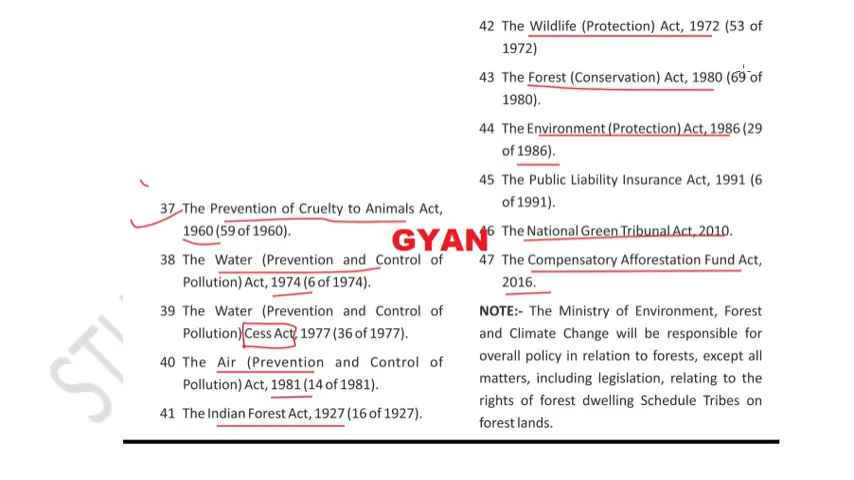 37 The Prevention of Cruelty to Animals Act,
1960 (59 of 1960).
38 The Water (Prevention and Control of
Pollution) Act, 1974 (6 of 1974).
39 The Water (Prevention and Control of
Pollution) Cess Act, 1977 (36 of 1977).
40 The Air (Prevention and Control of
Pollution) Act, 1981 (14 of 1981).
41 The Indian Forest Act, 1927 (16 of 1927).
GYAN
42 The Wildlife (Protection) Act, 1972 (53 of
1972)
43 The Forest (Conservation) Act, 1980 (69 of
1980).
44 The Environment (Protection) Act, 1986 (29
of 1986).
45 The Public Liability Insurance Act, 1991 (6
of 1991).
46 The National Green Tribunal Act, 2010.
47 The Compensatory Afforestation Fund Act,
2016.
NOTE:- The Ministry of Environment, Forest
and Climate Change will be responsible for
overall policy in relation to forests, except all
matters, including legislation, relating to the
rights of forest dwelling Schedule Tribes on
forest lands.